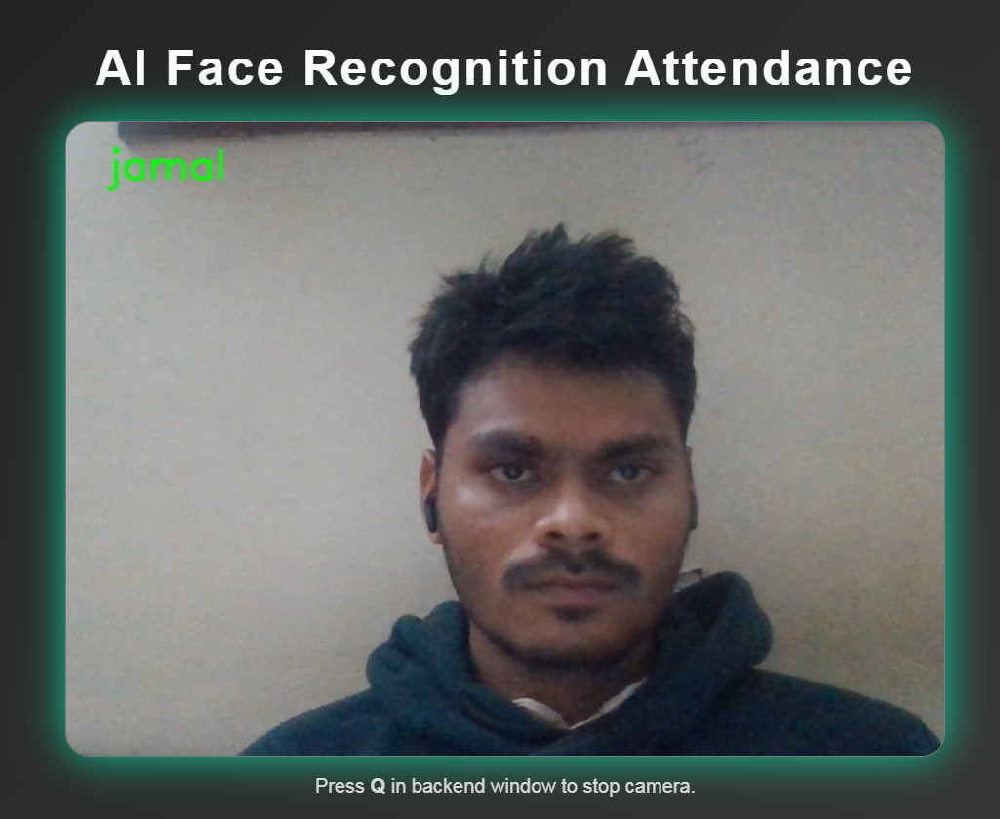 AI Face Recognition Attendance
jamal
Press Q in backend window to stop camera.